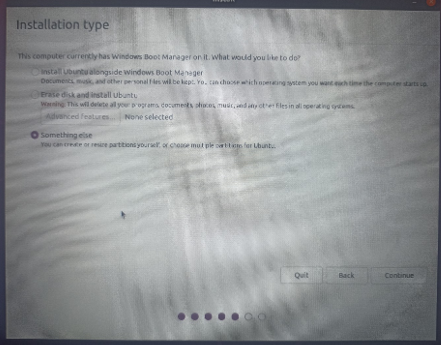 Installation type
This computer currently has Windows Boot Manager on it. What would you like to do?
Install Ubuntu alongside Windows Boot Manager
Documents, music, and other personal files will be kept. You can choose which operating system you want each time the computer starts up.
Erase disk and install Ubuntu
Warning: This will delete all your programs, documents, photos, music, and any other files in all operating systems.
Advanced Features... None selected
Something else
You can create or resize partitions yourself, or choose multiple partitions for Ubuntu.
Quit Back Continue